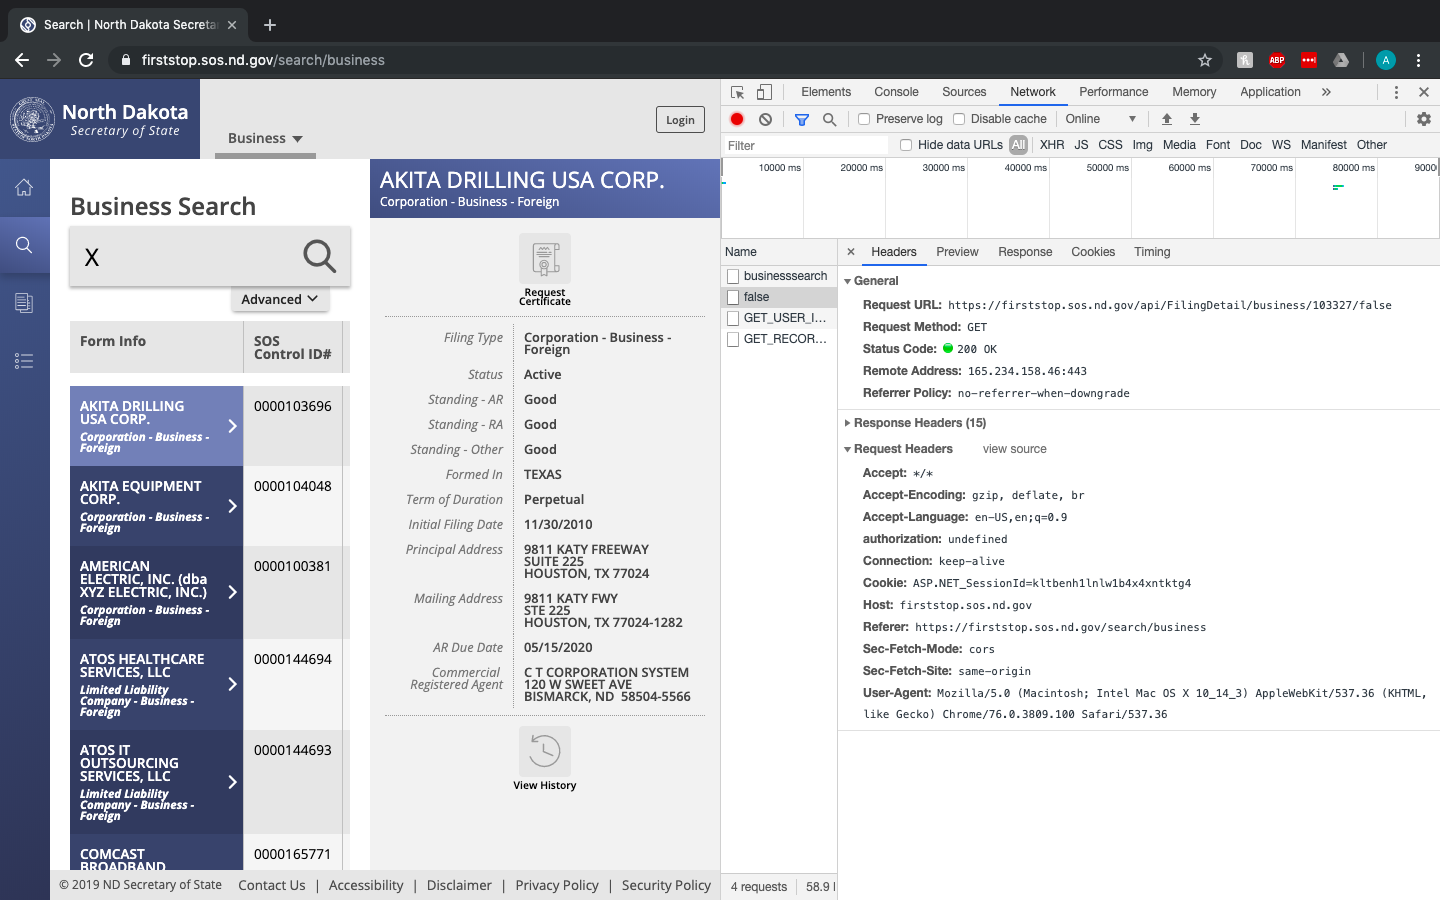 Search | North Dakota Secreta
firststop.sos.nd.gov/search/business
ABP
A
North Dakota
Secretary of State
Business
Login
Business Search
X
Advanced
Form Info
SOS
Control ID#
AKITA DRILLING
USA CORP.
Corporation - Business -
Foreign
0000103696
AKITA EQUIPMENT
CORP.
Corporation - Business -
Foreign
0000104048
AMERICAN
ELECTRIC, INC. (dba
XYZ ELECTRIC, INC.)
Corporation - Business -
Foreign
0000100381
ATOS HEALTHCARE
SERVICES, LLC
Limited Liability
Company - Business -
Foreign
0000144694
ATOS IT
OUTSOURCING
SERVICES, LLC
Limited Liability
Company - Business -
Foreign
0000144693
COMCAST
BROADBAND
0000165771
AKITA DRILLING USA CORP.
Corporation - Business - Foreign
Request
Certificate
Filing Type
Corporation - Business -
Foreign
Status
Active
Standing - AR
Good
Standing - RA
Good
Standing - Other
Good
Formed In
TEXAS
Term of Duration
Perpetual
Initial Filing Date
11/30/2010
Principal Address
9811 KATY FREEWAY
SUITE 225
HOUSTON, TX 77024
Mailing Address
9811 KATY FWY
STE 225
HOUSTON, TX 77024-1282
AR Due Date
05/15/2020
Commercial
Registered Agent
C T CORPORATION SYSTEM
120 W SWEET AVE
BISMARCK, ND 58504-5566
View History
© 2019 ND Secretary of State Contact Us | Accessibility | Disclaimer | Privacy Policy | Security Policy
Elements Console Sources Network Performance Memory Application »
Preserve log Disable cache Online
Filter Hide data URLs All XHR JS CSS Img Media Font Doc WS Manifest Other
10000 ms 20000 ms 30000 ms 40000 ms 50000 ms 60000 ms 70000 ms 80000 ms 9000
Name
businesssearch
false
GET_USER_I...
GET_RECOR...
4 requests 58.9
× Headers Preview Response Cookies Timing
General
Request URL: https://firststop.sos.nd.gov/api/FilingDetail/business/103327/false
Request Method: GET
Status Code: 200 OK
Remote Address: 165.234.158.46:443
Referrer Policy: no-referrer-when-downgrade
Response Headers (15)
Request Headers view source
Accept: */*
Accept-Encoding: gzip, deflate, br
Accept-Language: en-US,en;q=0.9
authorization: undefined
Connection: keep-alive
Cookie: ASP.NET_SessionId=kltbenh1lnlw1b4x4xntktg4
Host: firststop.sos.nd.gov
Referer: https://firststop.sos.nd.gov/search/business
Sec-Fetch-Mode: cors
Sec-Fetch-Site: same-origin
User-Agent: Mozilla/5.0 (Macintosh; Intel Mac OS X 10_14_3) AppleWebKit/537.36 (KHTML,
like Gecko) Chrome/76.0.3809.100 Safari/537.36